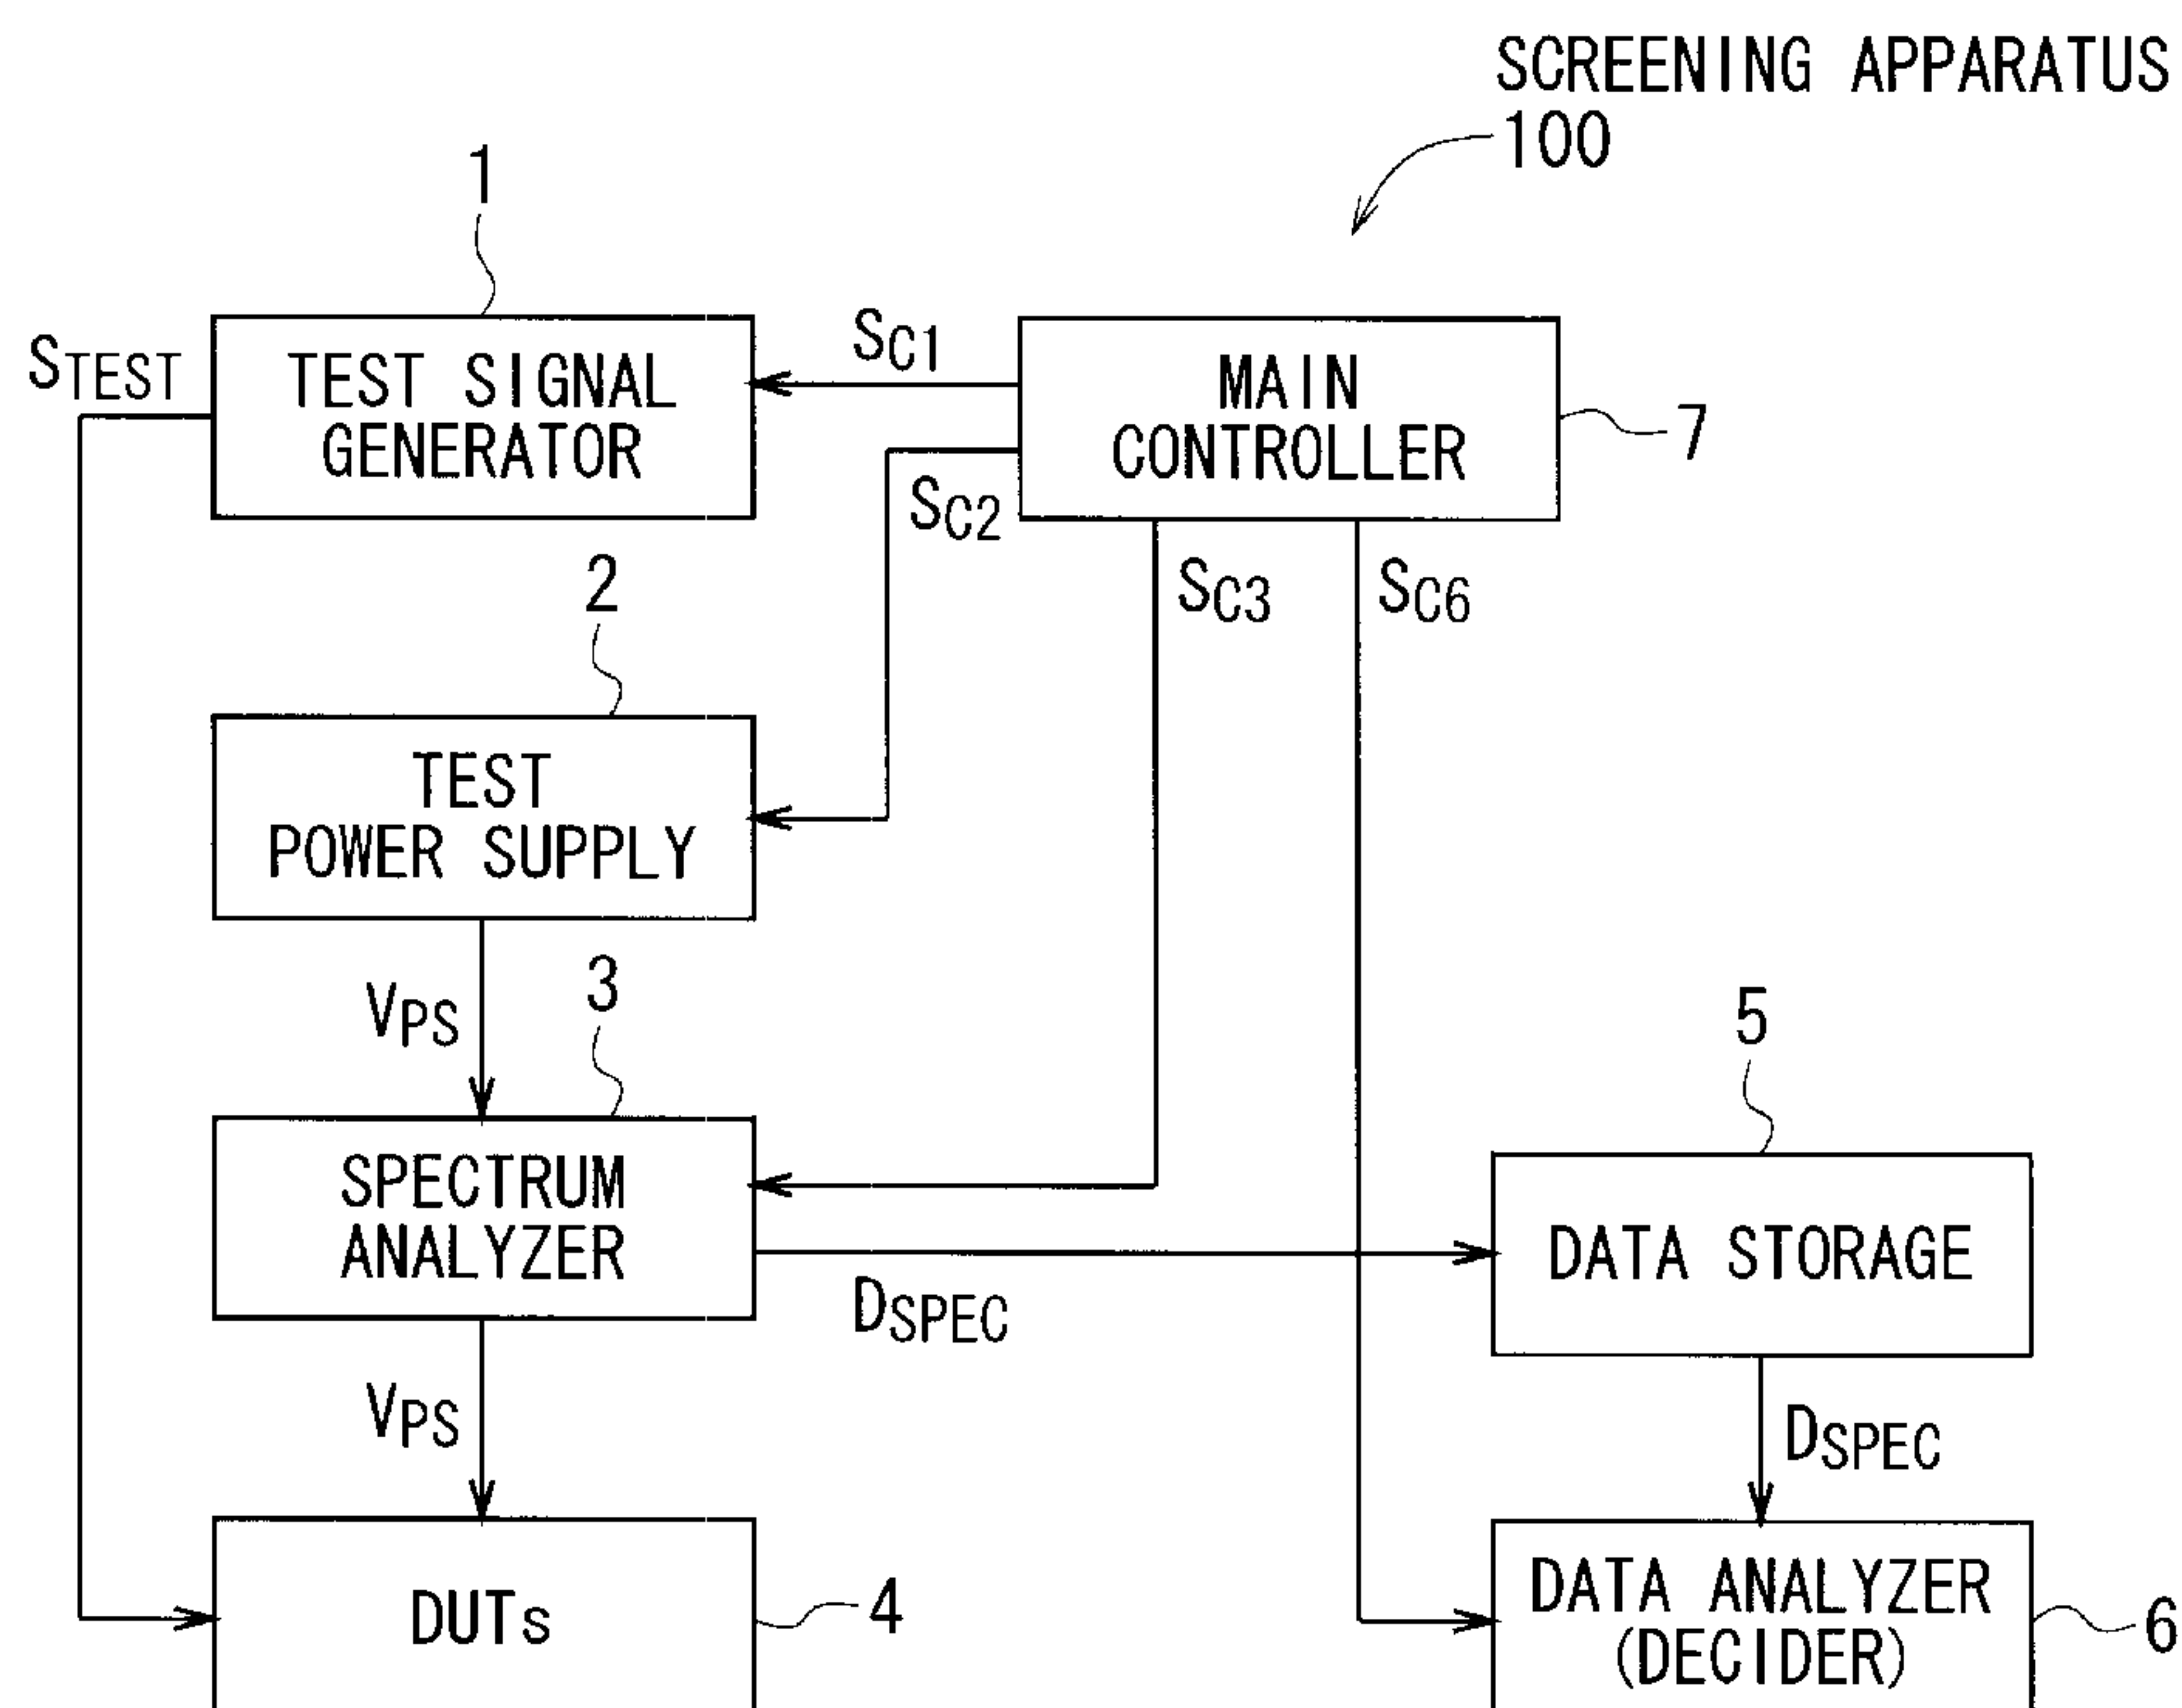 SCREENING APPARATUS
100
1
STEST
TEST SIGNAL
GENERATOR
SC1
MAIN
CONTROLLER
7
SC2
SC3
SC6
2
TEST
POWER SUPPLY
VPS
3
SPECTRUM
ANALYZER
DSPEC
5
DATA STORAGE
VPS
DSPEC
DUTs
4
DATA ANALYZER
(DECIDER)
6